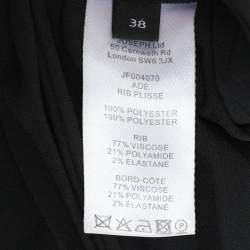 38
JOSEPH Ltd
50 Carnwath Rd
London SW6 3JX
JF004070
ADE
RIB PLISSE
100% POLYESTER
100% POLYESTER
RIB
77% VISCOSE
21% POLYAMIDE
2% ELASTANE
BORD-CÔTE
77% VISCOSE
21% POLYAMIDE
2% ELASTANE
P